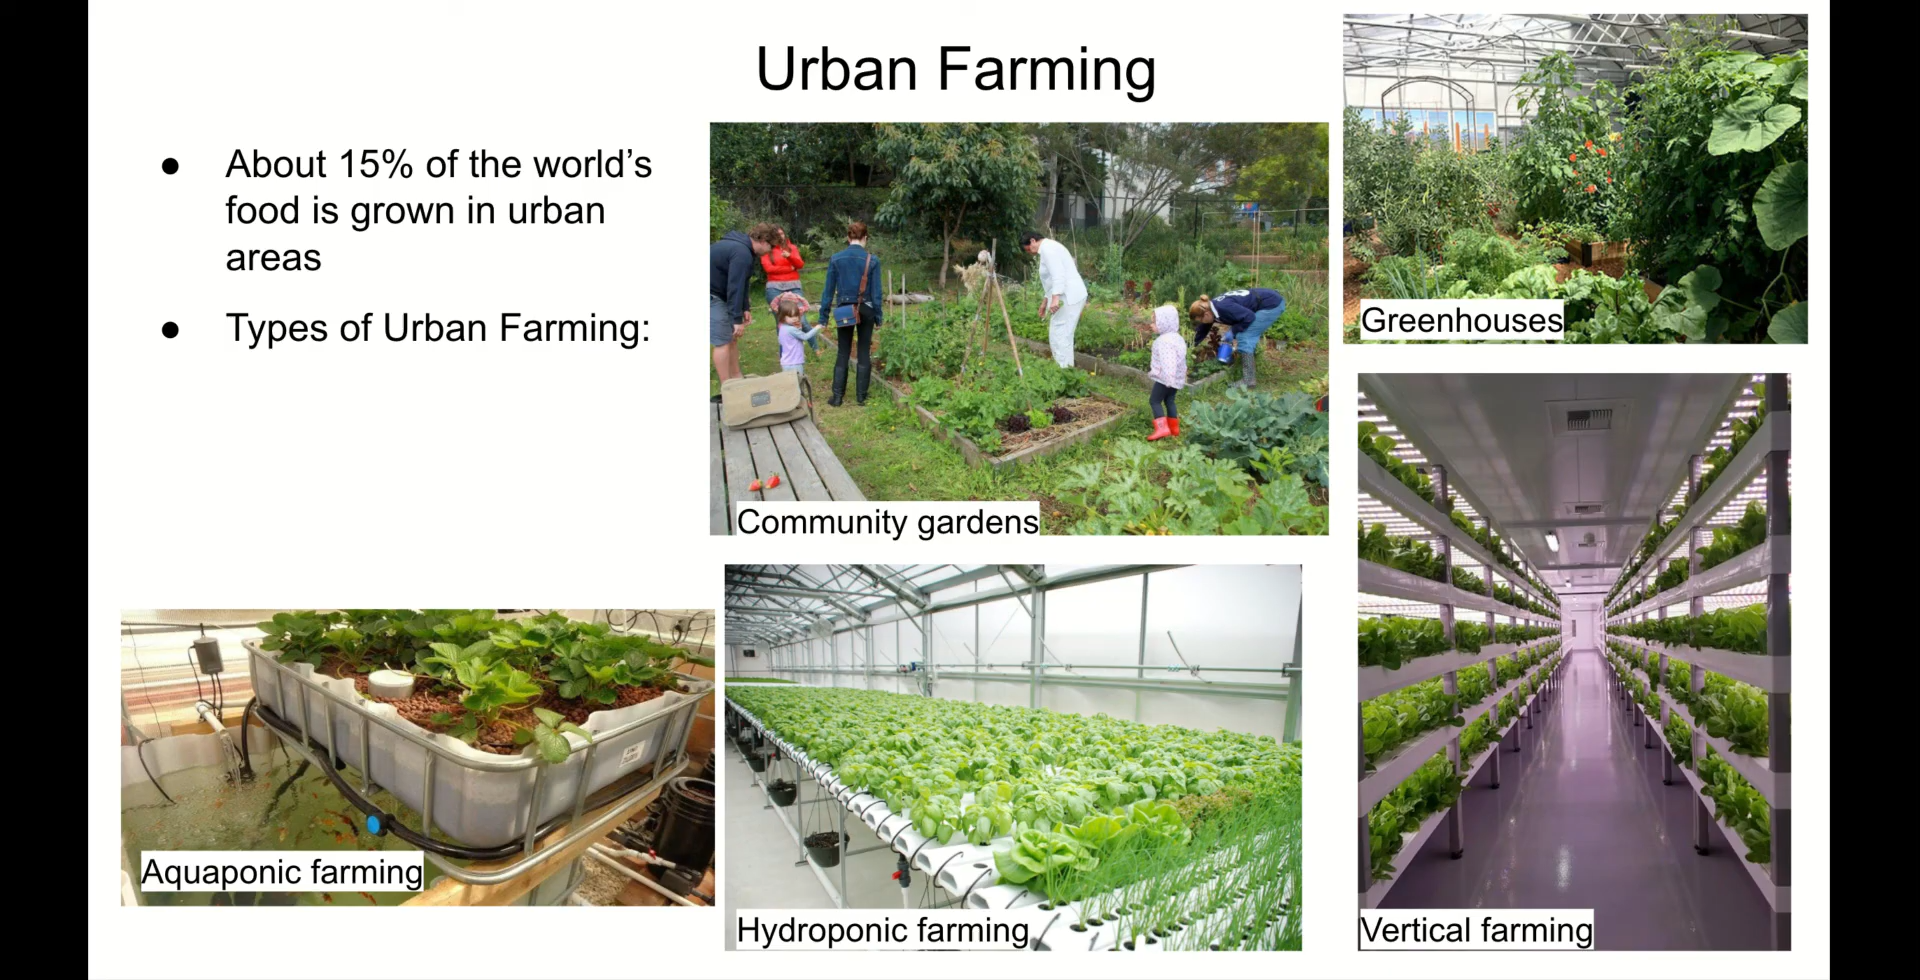 Urban Farming
● About 15% of the world’s
food is grown in urban
areas
● Types of Urban Farming:
Greenhouses
Community gardens
Aquaponic farming
Hydroponic farming
Vertical farming